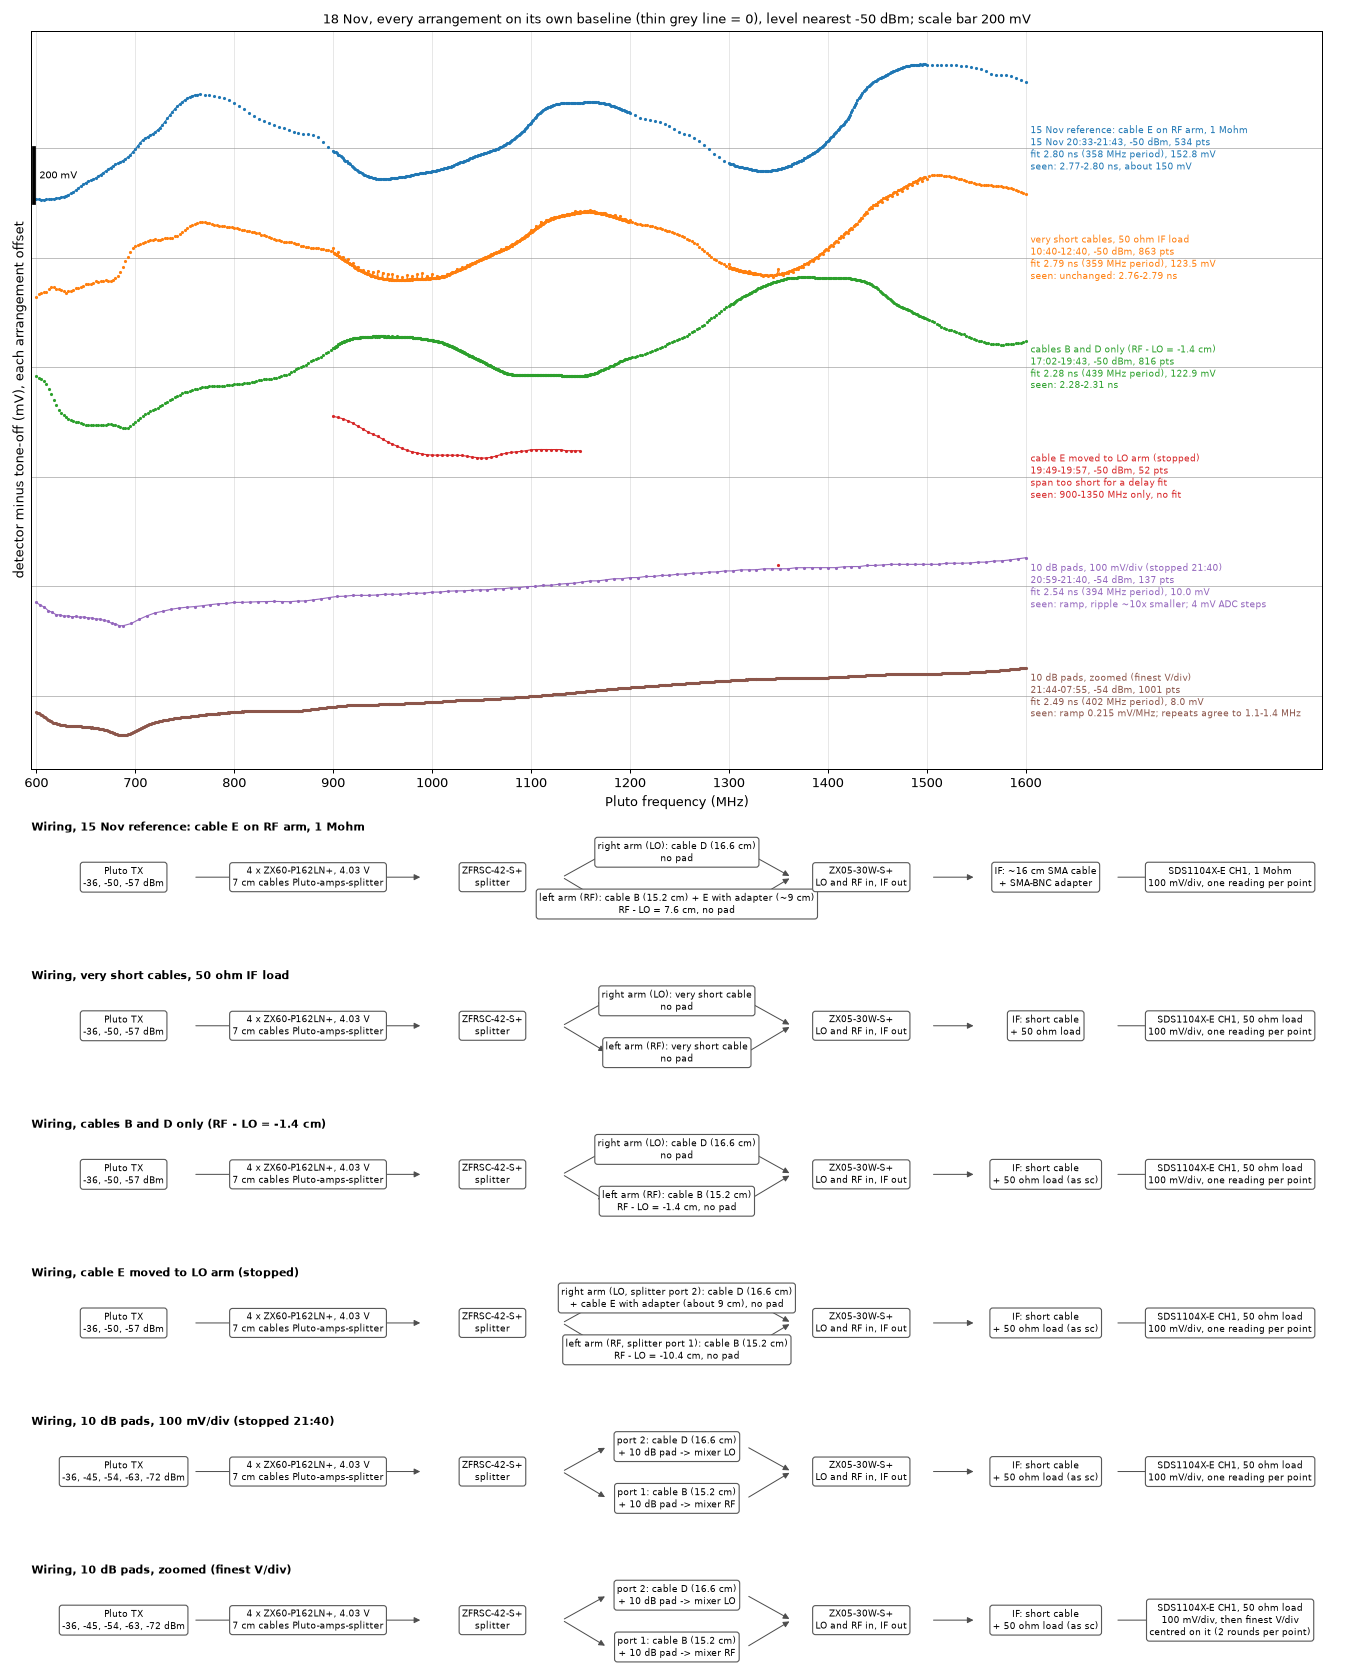 18 Nov, every arrangement on its own baseline (thin grey line = 0), level nearest -50 dBm; scale bar 200 mV
detector minus tone-off (mV), each arrangement offset
200 mV
15 Nov reference: cable E on RF arm, 1 Mohm
15 Nov 20:33-21:43, -50 dBm, 534 pts
fit 2.80 ns (358 MHz period), 152.8 mV
seen: 2.77-2.80 ns, about 150 mV
very short cables, 50 ohm IF load
10:40-12:40, -50 dBm, 863 pts
fit 2.79 ns (359 MHz period), 123.5 mV
seen: unchanged: 2.76-2.79 ns
cables B and D only (RF - LO = -1.4 cm)
17:02-19:43, -50 dBm, 816 pts
fit 2.28 ns (439 MHz period), 122.9 mV
seen: 2.28-2.31 ns
cable E moved to LO arm (stopped)
19:49-19:57, -50 dBm, 52 pts
span too short for a delay fit
seen: 900-1350 MHz only, no fit
10 dB pads, 100 mV/div (stopped 21:40)
20:59-21:40, -54 dBm, 137 pts
fit 2.54 ns (394 MHz period), 10.0 mV
seen: ramp, ripple ~10x smaller; 4 mV ADC steps
10 dB pads, zoomed (finest V/div)
21:44-07:55, -54 dBm, 1001 pts
fit 2.49 ns (402 MHz period), 8.0 mV
seen: ramp 0.215 mV/MHz; repeats agree to 1.1-1.4 MHz
600 700 800 900 1000 1100 1200 1300 1400 1500 1600
Pluto frequency (MHz)
Wiring, 15 Nov reference: cable E on RF arm, 1 Mohm
Pluto TX
-36, -50, -57 dBm
4 x ZX60-P162LN+, 4.03 V
7 cm cables Pluto-amps-splitter
ZFRSC-42-S+
splitter
right arm (LO): cable D (16.6 cm)
no pad
left arm (RF): cable B (15.2 cm) + E with adapter (~9 cm)
RF - LO = 7.6 cm, no pad
ZX05-30W-S+
LO and RF in, IF out
IF: ~16 cm SMA cable
+ SMA-BNC adapter
SDS1104X-E CH1, 1 Mohm
100 mV/div, one reading per point
Wiring, very short cables, 50 ohm IF load
Pluto TX
-36, -50, -57 dBm
4 x ZX60-P162LN+, 4.03 V
7 cm cables Pluto-amps-splitter
ZFRSC-42-S+
splitter
right arm (LO): very short cable
no pad
left arm (RF): very short cable
no pad
ZX05-30W-S+
LO and RF in, IF out
IF: short cable
+ 50 ohm load
SDS1104X-E CH1, 50 ohm load
100 mV/div, one reading per point
Wiring, cables B and D only (RF - LO = -1.4 cm)
Pluto TX
-36, -50, -57 dBm
4 x ZX60-P162LN+, 4.03 V
7 cm cables Pluto-amps-splitter
ZFRSC-42-S+
splitter
right arm (LO): cable D (16.6 cm)
no pad
left arm (RF): cable B (15.2 cm)
RF - LO = -1.4 cm, no pad
ZX05-30W-S+
LO and RF in, IF out
IF: short cable
+ 50 ohm load (as sc)
SDS1104X-E CH1, 50 ohm load
100 mV/div, one reading per point
Wiring, cable E moved to LO arm (stopped)
Pluto TX
-36, -50, -57 dBm
4 x ZX60-P162LN+, 4.03 V
7 cm cables Pluto-amps-splitter
ZFRSC-42-S+
splitter
right arm (LO, splitter port 2): cable D (16.6 cm)
+ cable E with adapter (about 9 cm), no pad
left arm (RF, splitter port 1): cable B (15.2 cm)
RF - LO = -10.4 cm, no pad
ZX05-30W-S+
LO and RF in, IF out
IF: short cable
+ 50 ohm load (as sc)
SDS1104X-E CH1, 50 ohm load
100 mV/div, one reading per point
Wiring, 10 dB pads, 100 mV/div (stopped 21:40)
Pluto TX
-36, -45, -54, -63, -72 dBm
4 x ZX60-P162LN+, 4.03 V
7 cm cables Pluto-amps-splitter
ZFRSC-42-S+
splitter
port 2: cable D (16.6 cm)
+ 10 dB pad -> mixer LO
port 1: cable B (15.2 cm)
+ 10 dB pad -> mixer RF
ZX05-30W-S+
LO and RF in, IF out
IF: short cable
+ 50 ohm load (as sc)
SDS1104X-E CH1, 50 ohm load
100 mV/div, one reading per point
Wiring, 10 dB pads, zoomed (finest V/div)
Pluto TX
-36, -45, -54, -63, -72 dBm
4 x ZX60-P162LN+, 4.03 V
7 cm cables Pluto-amps-splitter
ZFRSC-42-S+
splitter
port 2: cable D (16.6 cm)
+ 10 dB pad -> mixer LO
port 1: cable B (15.2 cm)
+ 10 dB pad -> mixer RF
ZX05-30W-S+
LO and RF in, IF out
IF: short cable
+ 50 ohm load (as sc)
SDS1104X-E CH1, 50 ohm load
100 mV/div, then finest V/div
centred on it (2 rounds per point)